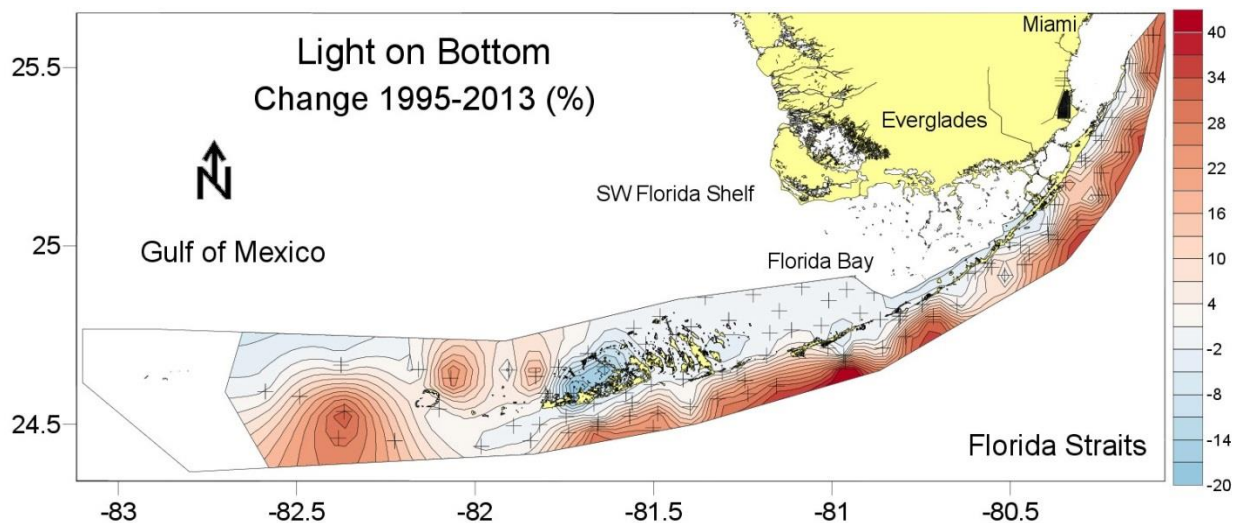 Light on Bottom
Change 1995-2013 (%)
Miami
Everglades
N
SW Florida Shelf
Gulf of Mexico
Florida Bay
Florida Straits
25.5
25
24.5
-83
-82.5
-82
-81.5
-81
-80.5
40
34
28
22
16
10
4
-2
-8
-14
-20